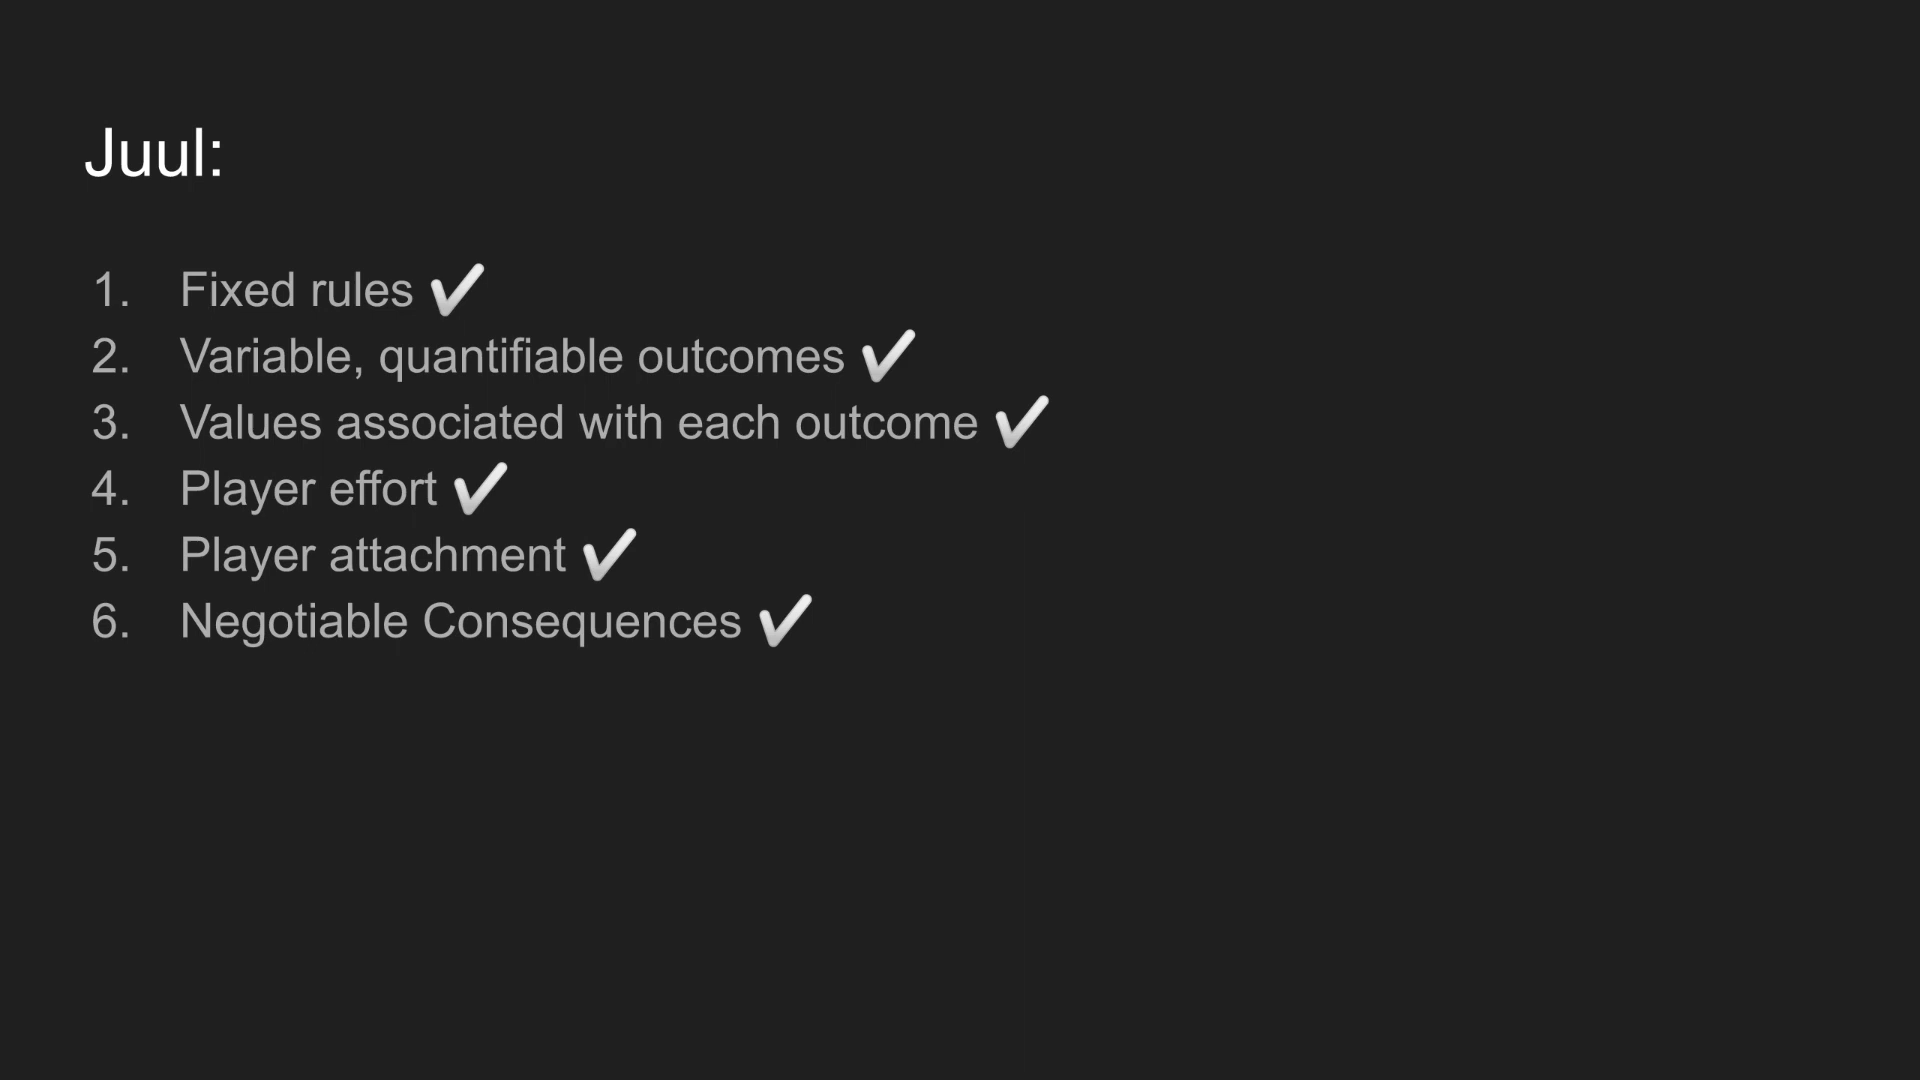 Juul:
1. Fixed rules ✔
2. Variable, quantifiable outcomes ✔
3. Values associated with each outcome ✔
4. Player effort ✔
5. Player attachment ✔
6. Negotiable Consequences ✔